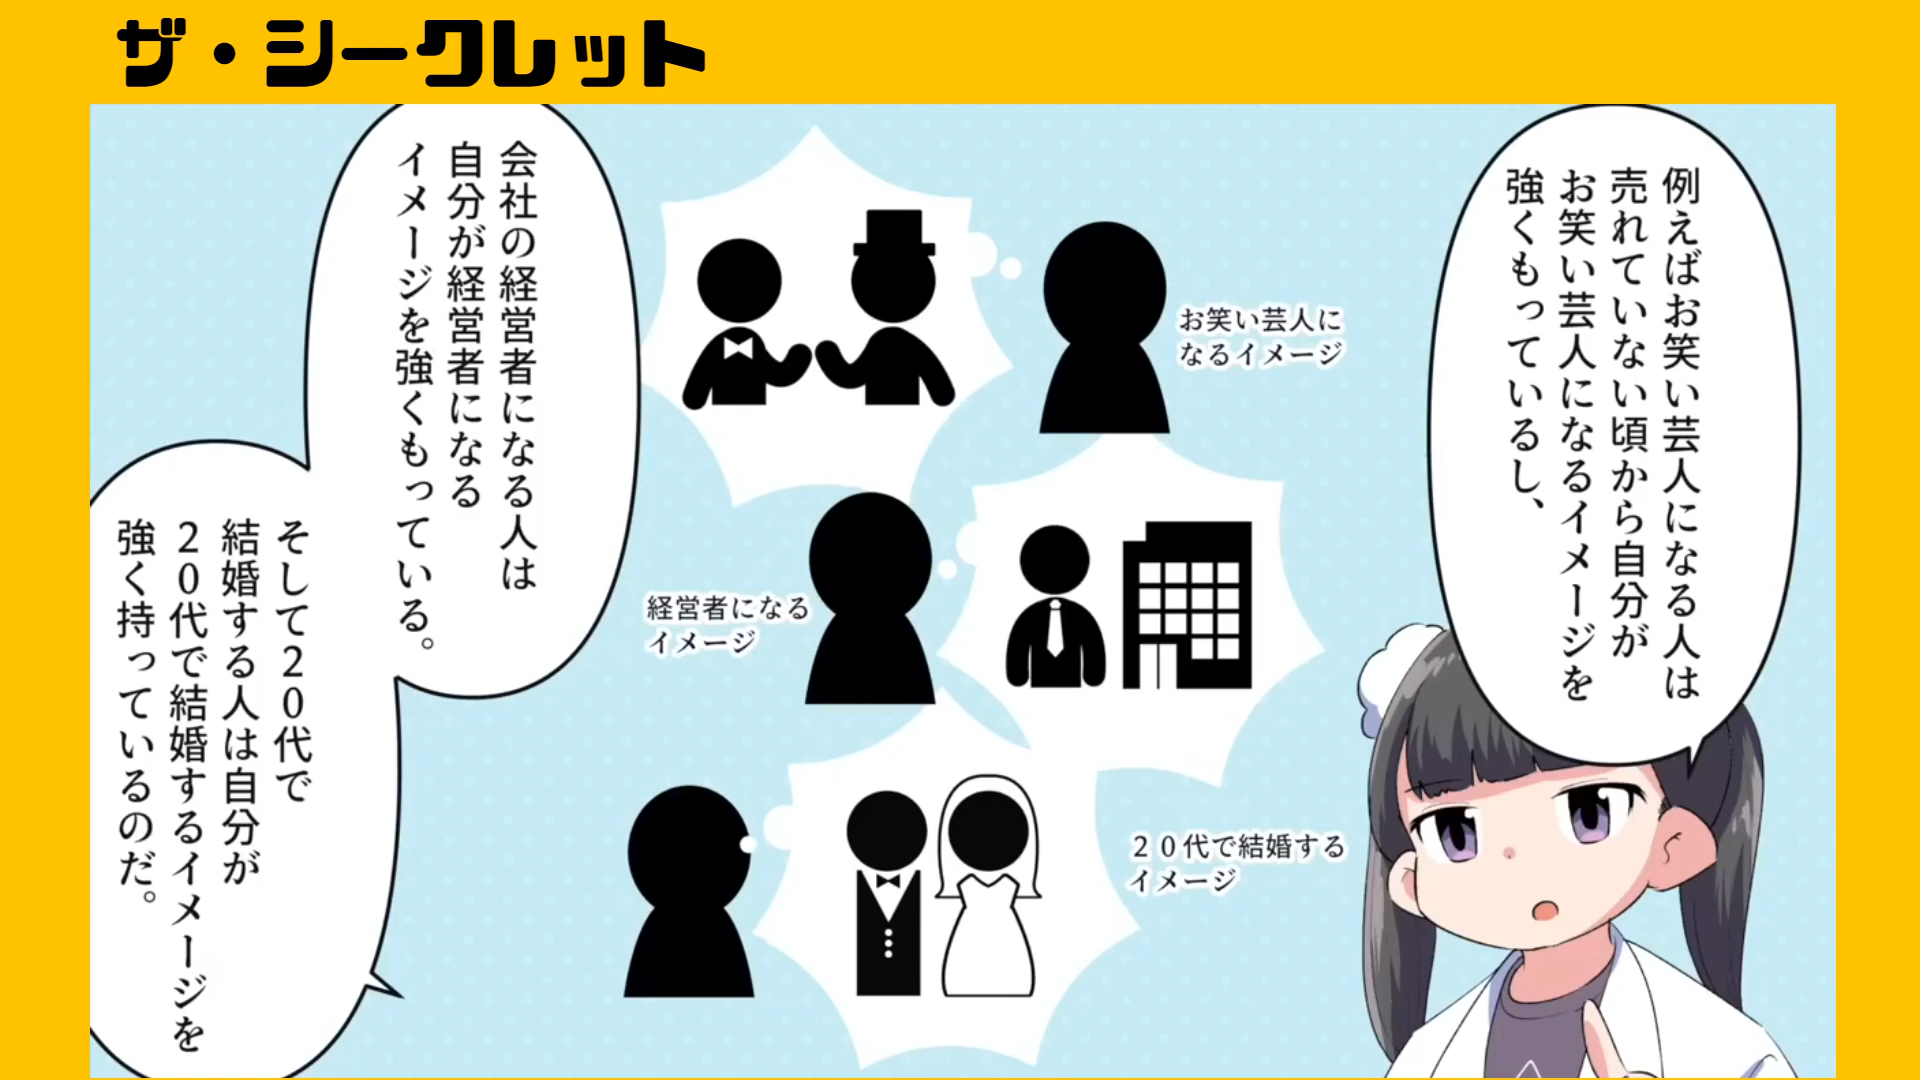 ザ・シークレット
例えばお笑い芸人になる人は
売れていない頃から自分が
お笑い芸人になるイメージを
強くもっているし、
お笑い芸人に
なるイメージ
会社の経営者になる人は
自分が経営者になる
イメージを強くもっている。
経営者になる
イメージ
そして20代で
結婚する人は自分が
20代で結婚するイメージを
強く持っているのだ。
２０代で結婚する
イメージ